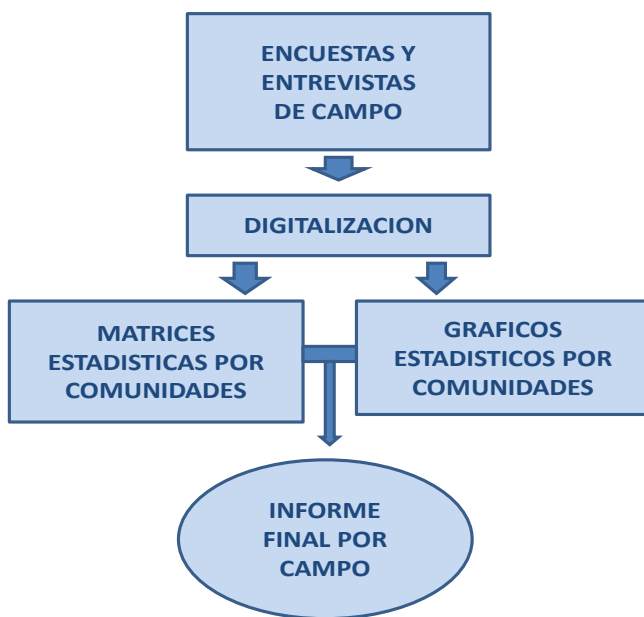 ENCUESTAS Y
ENTREVISTAS
DE CAMPO
DIGITALIZACION
MATRICES
ESTADISTICAS POR
COMUNIDADES
GRAFICOS
ESTADISTICOS POR
COMUNIDADES
INFORME
FINAL POR
CAMPO